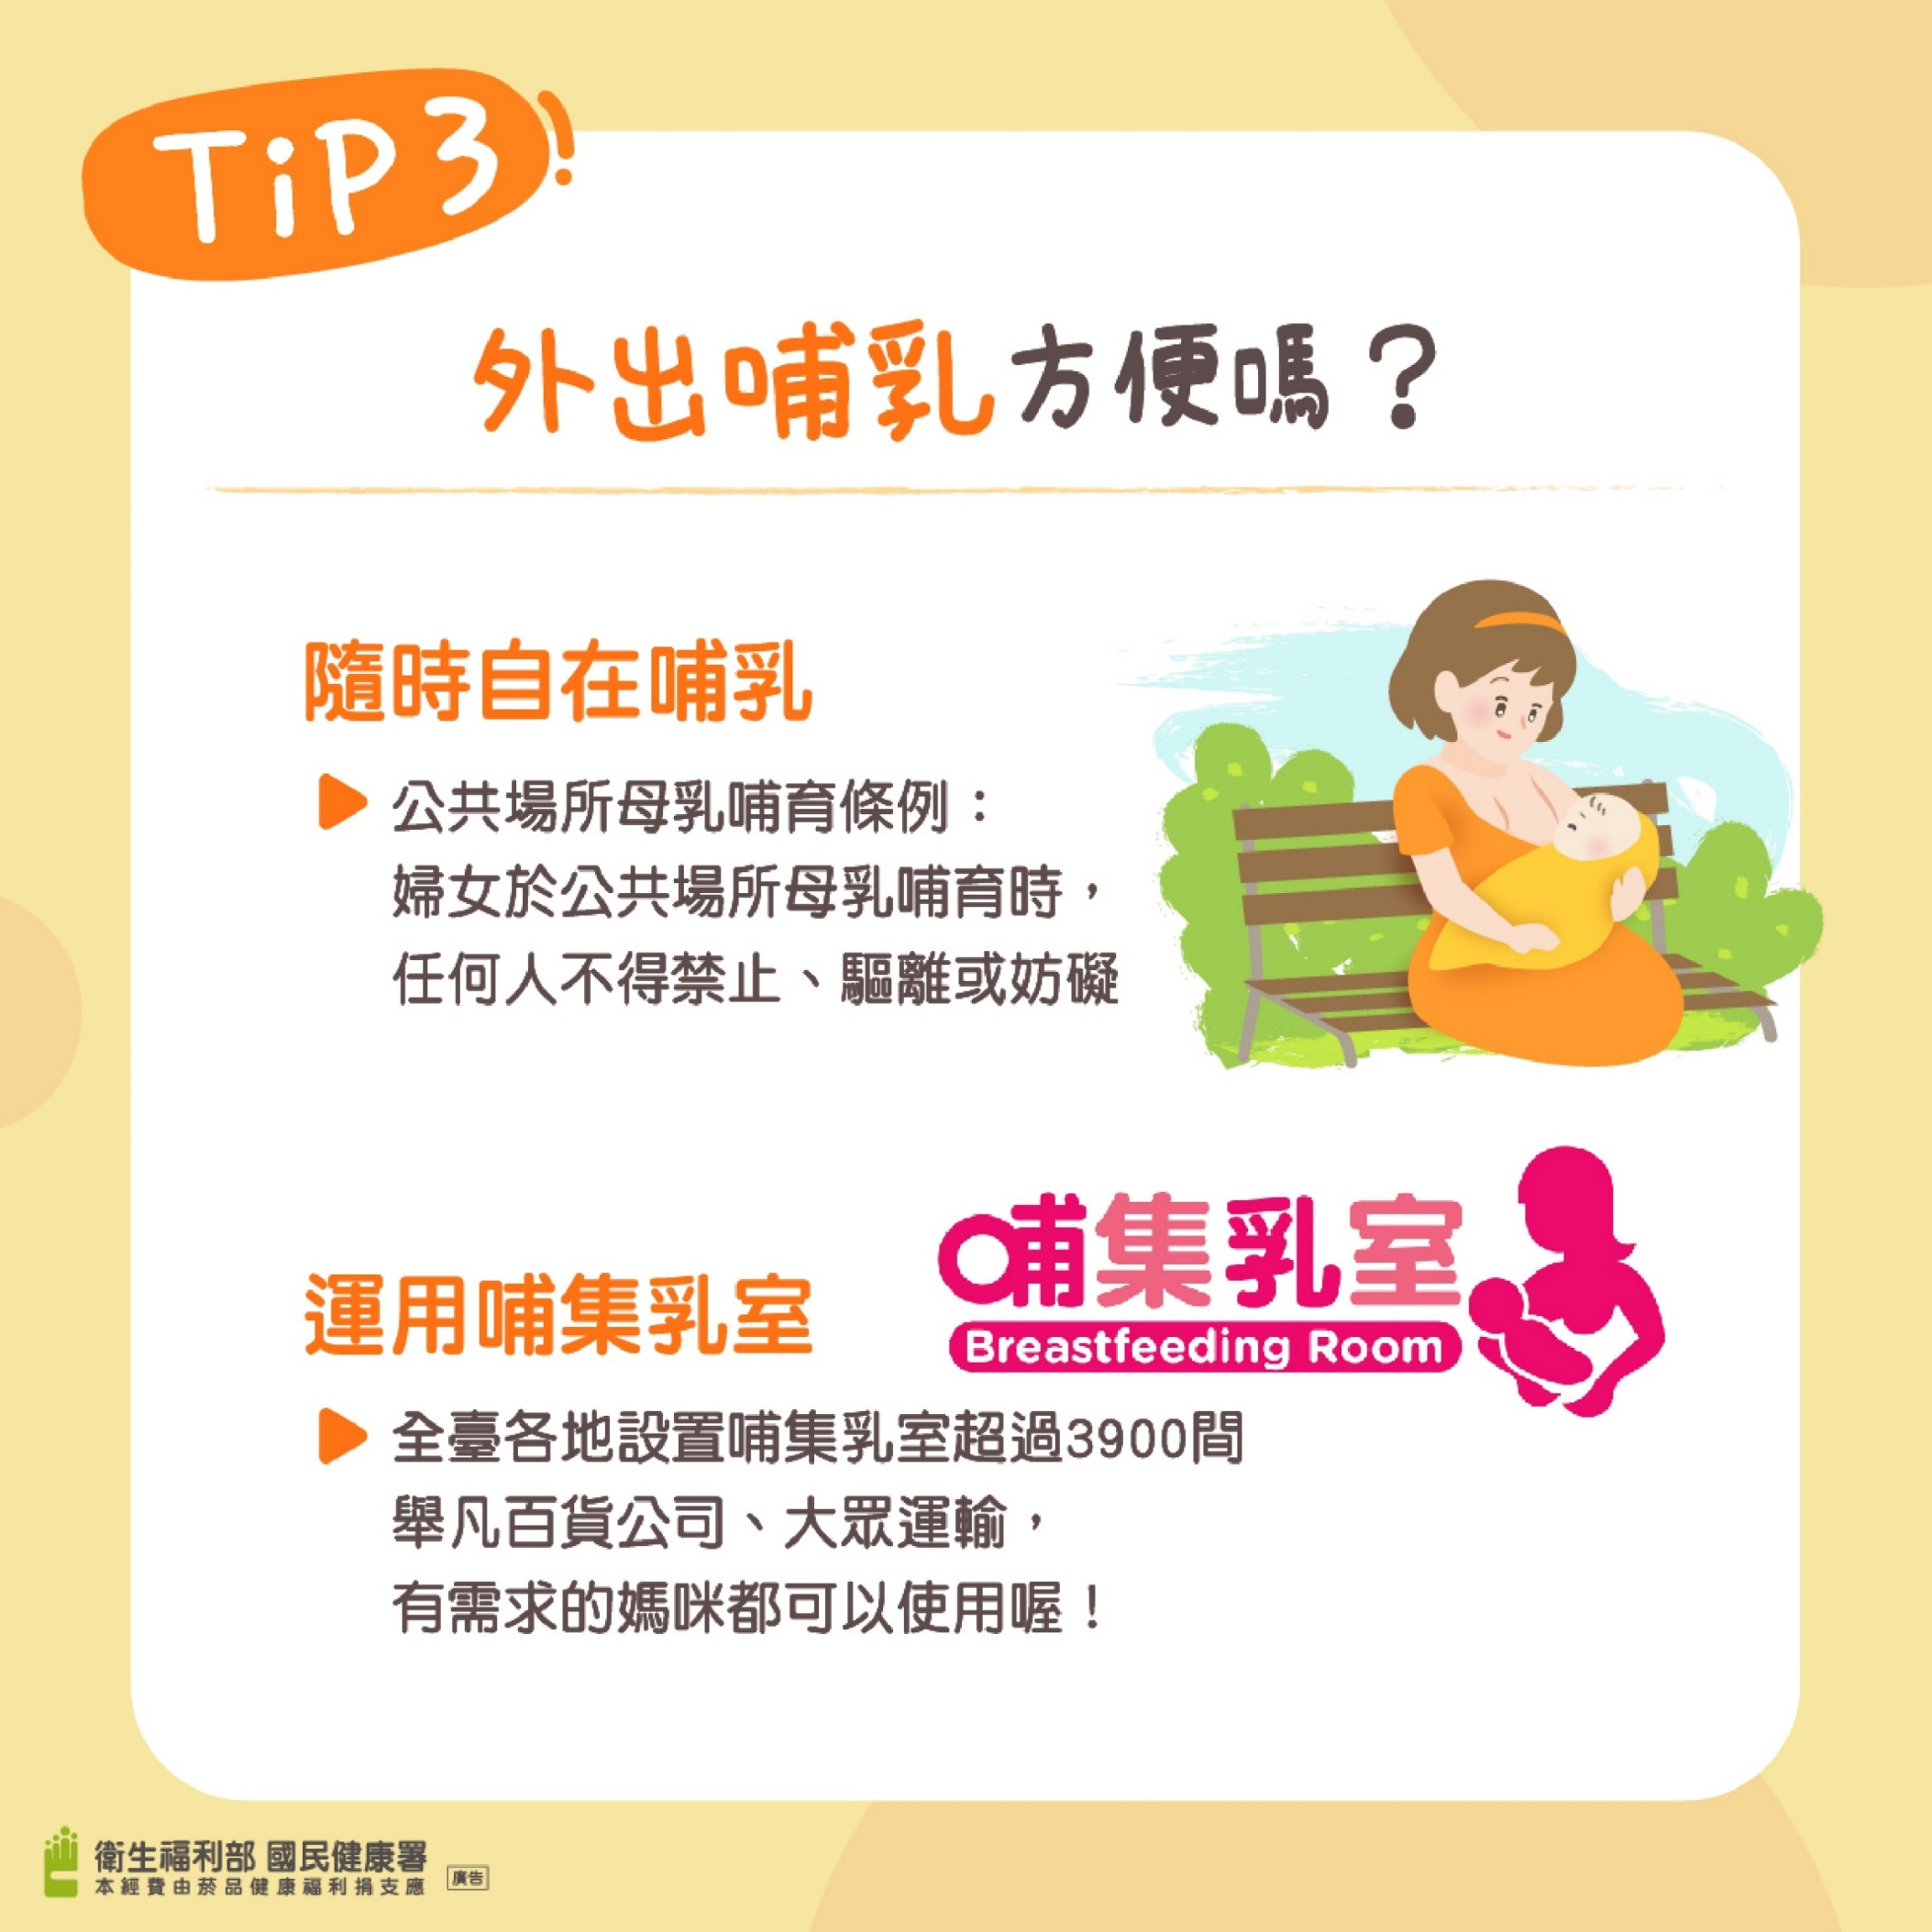 TiP 3!
外出哺乳方便嗎？
隨時自在哺乳
公共場所母乳哺育條例：
婦女於公共場所母乳哺育時，
任何人不得禁止、驅離或妨礙
哺集乳室
Breastfeeding Room
運用哺集乳室
全臺各地設置哺集乳室超過3900間
舉凡百貨公司、大眾運輸，
有需求的媽咪都可以使用喔！
衛生福利部 國民健康署
本經費由菸品健康福利捐支應
廣告